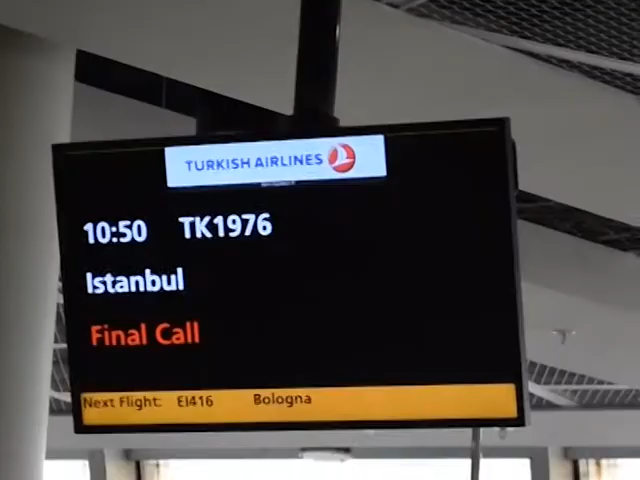 TURKISH AIRLINES
10:50 TK1976
Istanbul
Final Call
Next Flight: EI416 Bologna